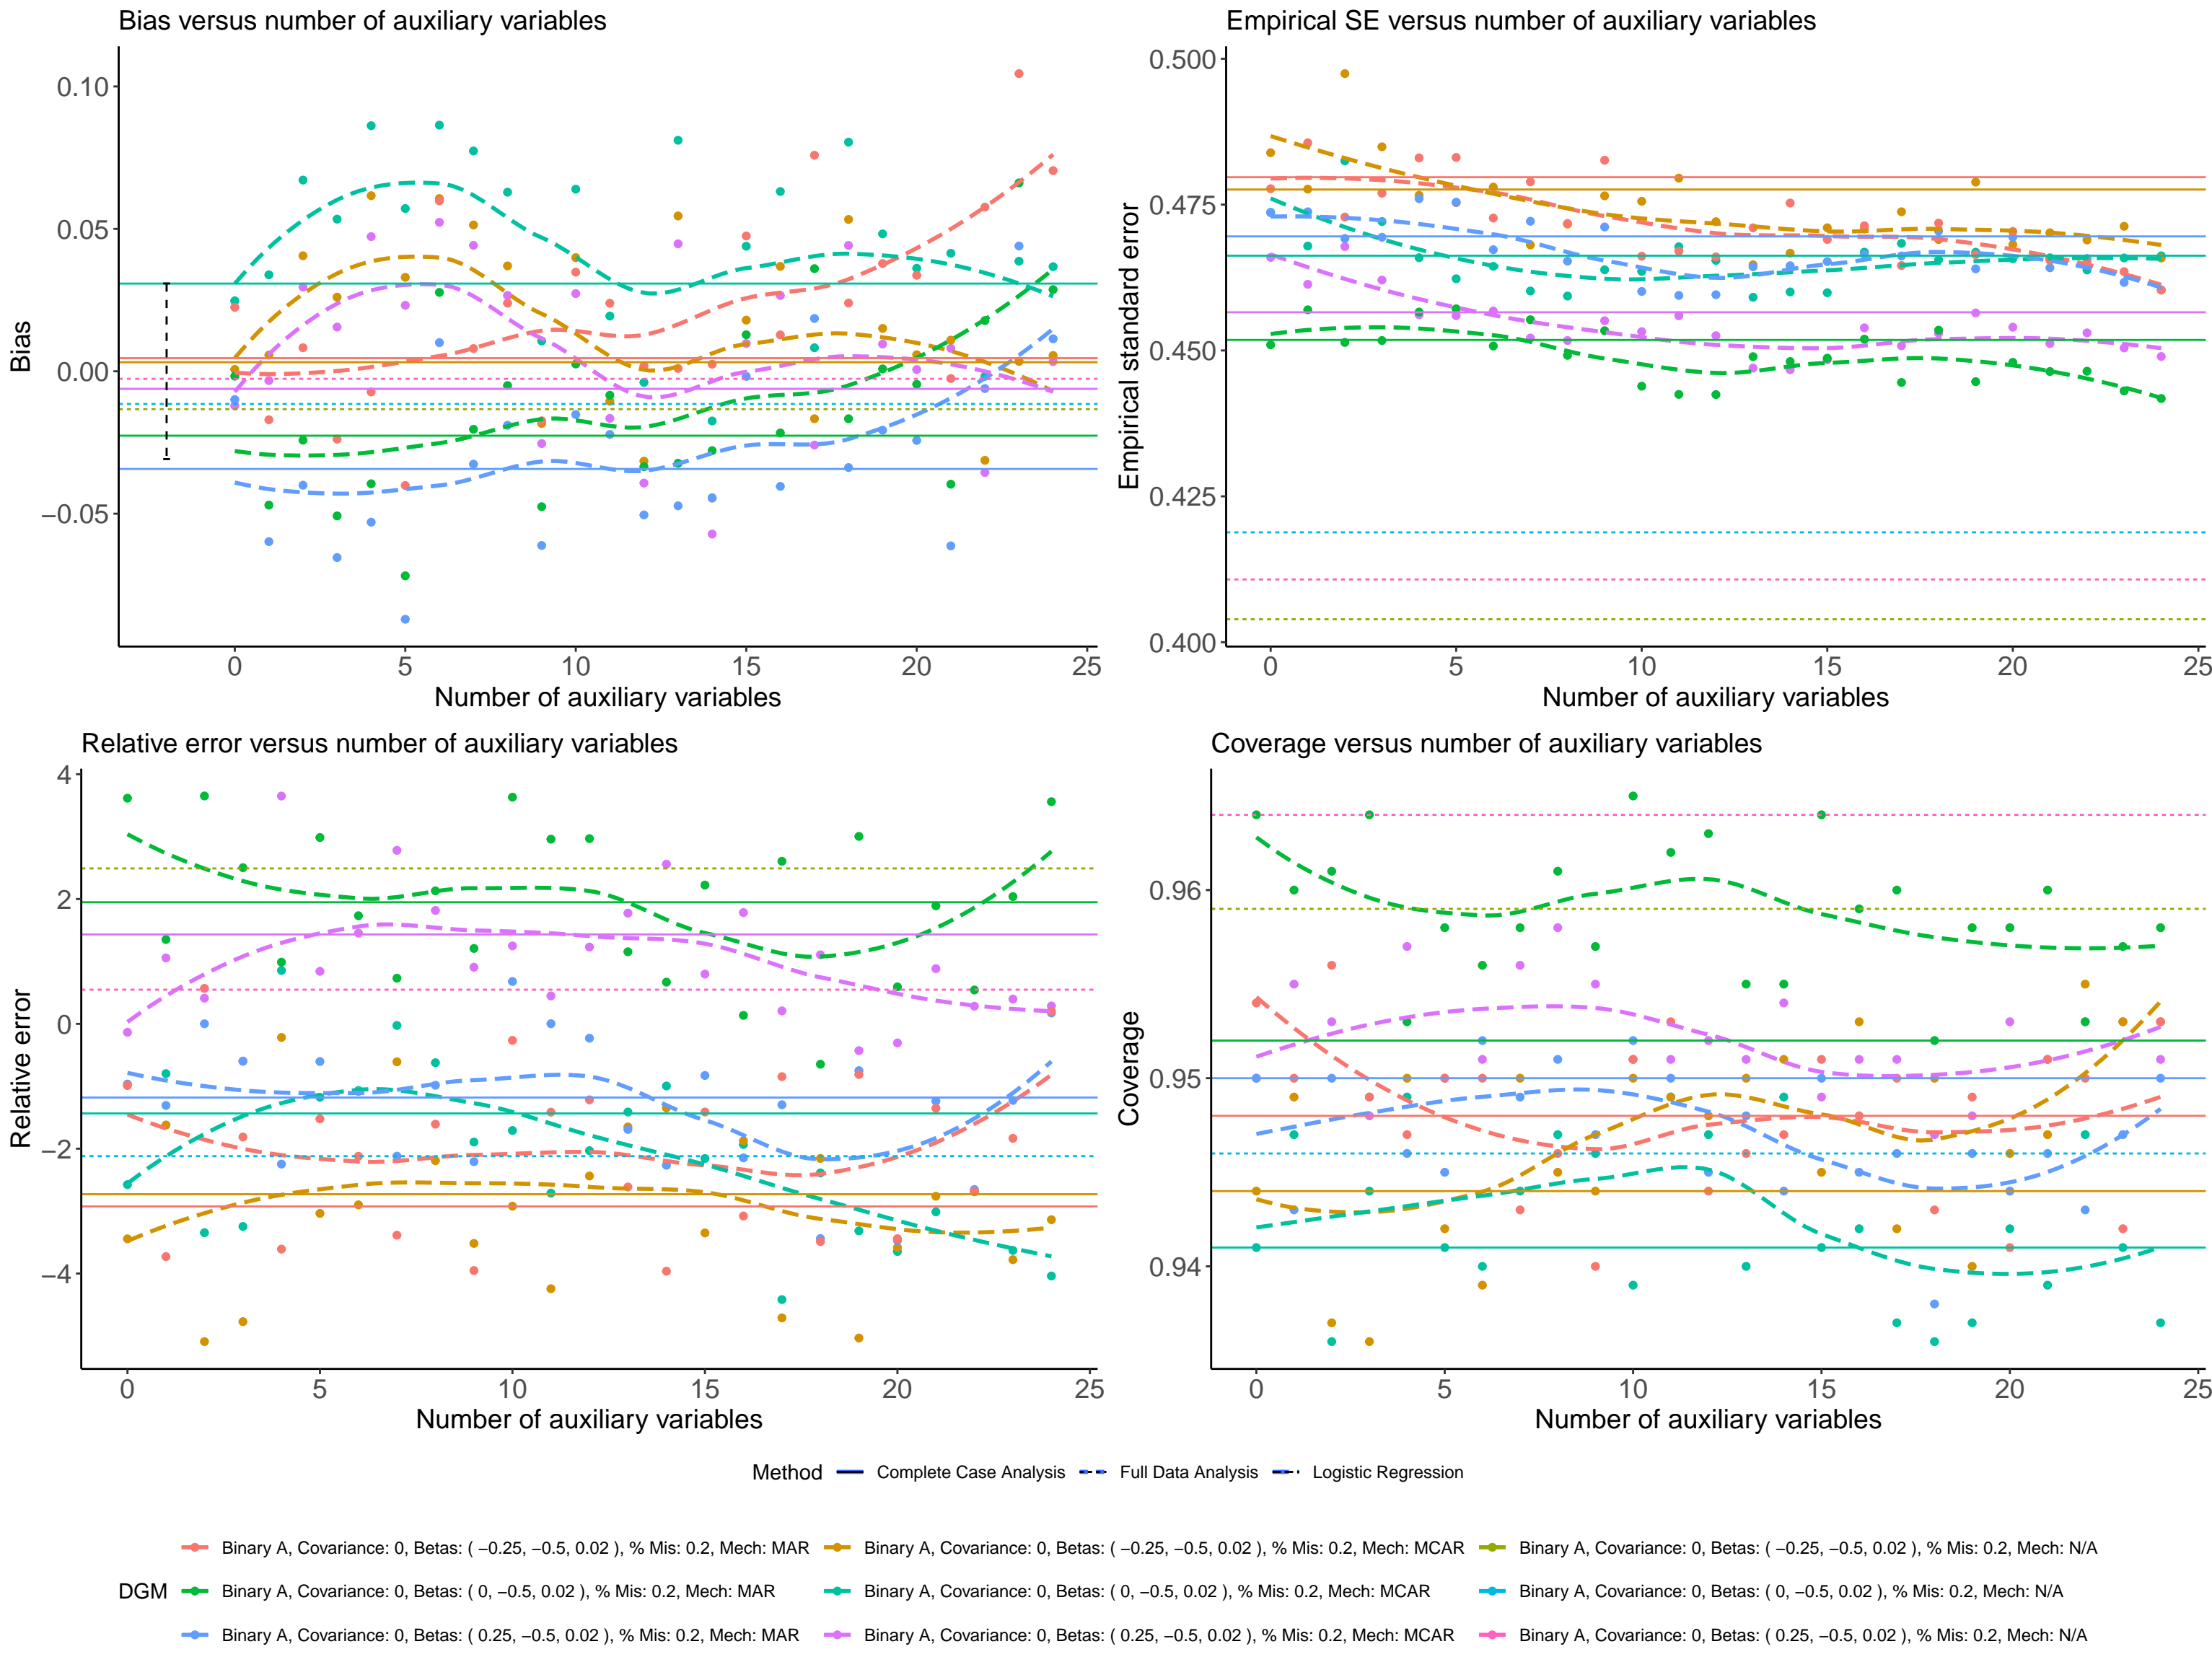 Bias versus number of auxiliary variables
0.10
0.05
0.00
−0.05
Bias
0 5 10 15 20 25
Number of auxiliary variables
Empirical SE versus number of auxiliary variables
0.500
0.475
0.450
0.425
0.400
Empirical standard error
0 5 10 15 20 25
Number of auxiliary variables
Relative error versus number of auxiliary variables
4
2
0
−2
−4
Relative error
0 5 10 15 20 25
Number of auxiliary variables
Coverage versus number of auxiliary variables
0.96
0.95
0.94
Coverage
0 5 10 15 20 25
Number of auxiliary variables
Method Complete Case Analysis Full Data Analysis Logistic Regression
DGM
Binary A, Covariance: 0, Betas: ( −0.25, −0.5, 0.02 ), % Mis: 0.2, Mech: MAR
Binary A, Covariance: 0, Betas: ( −0.25, −0.5, 0.02 ), % Mis: 0.2, Mech: MCAR
Binary A, Covariance: 0, Betas: ( −0.25, −0.5, 0.02 ), % Mis: 0.2, Mech: N/A
Binary A, Covariance: 0, Betas: ( 0, −0.5, 0.02 ), % Mis: 0.2, Mech: MAR
Binary A, Covariance: 0, Betas: ( 0, −0.5, 0.02 ), % Mis: 0.2, Mech: MCAR
Binary A, Covariance: 0, Betas: ( 0, −0.5, 0.02 ), % Mis: 0.2, Mech: N/A
Binary A, Covariance: 0, Betas: ( 0.25, −0.5, 0.02 ), % Mis: 0.2, Mech: MAR
Binary A, Covariance: 0, Betas: ( 0.25, −0.5, 0.02 ), % Mis: 0.2, Mech: MCAR
Binary A, Covariance: 0, Betas: ( 0.25, −0.5, 0.02 ), % Mis: 0.2, Mech: N/A